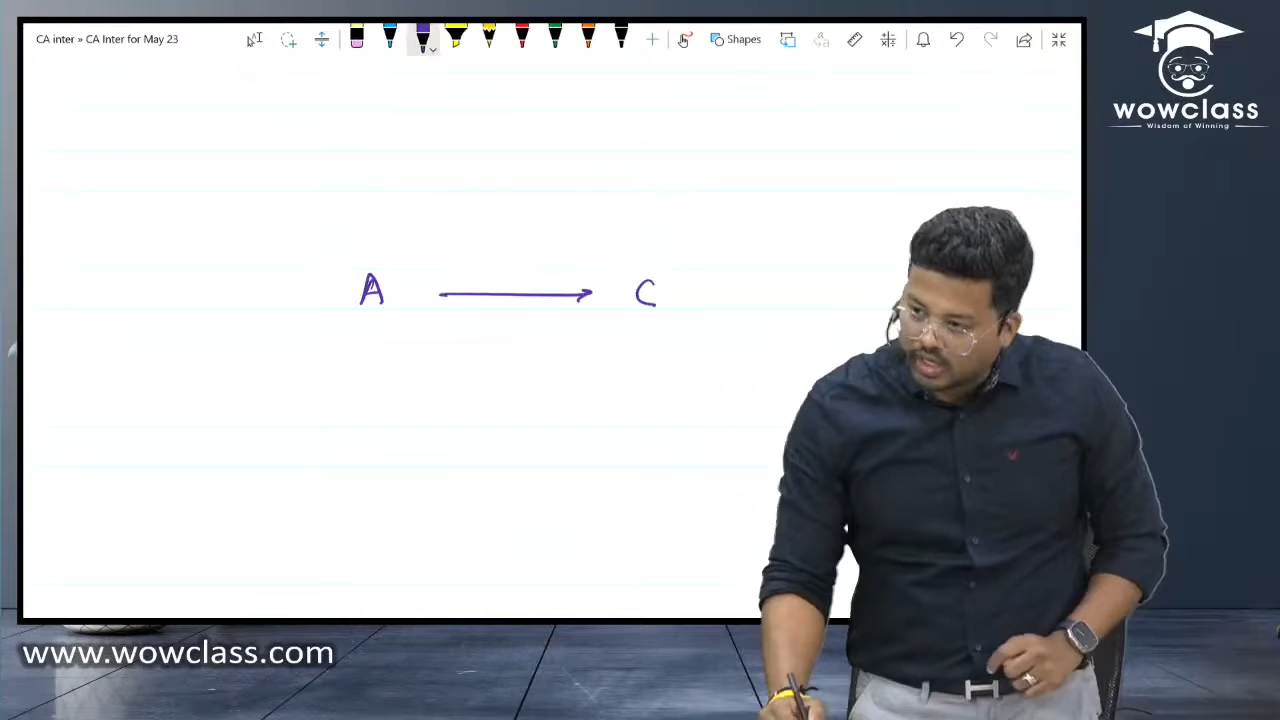 CA inter » CA Inter for May 23
Shapes
wowclass
Wisdom of Winning
A → C
www.wowclass.com